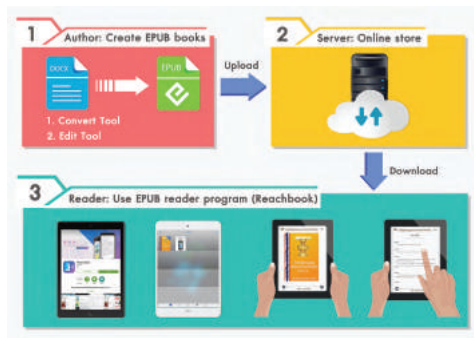 1 Author: Create EPUB books
DOCX
EPUB
1. Convert Tool
2. Edit Tool
Upload
2 Server: Online store
Download
3 Reader: Use EPUB reader program (Reachbook)